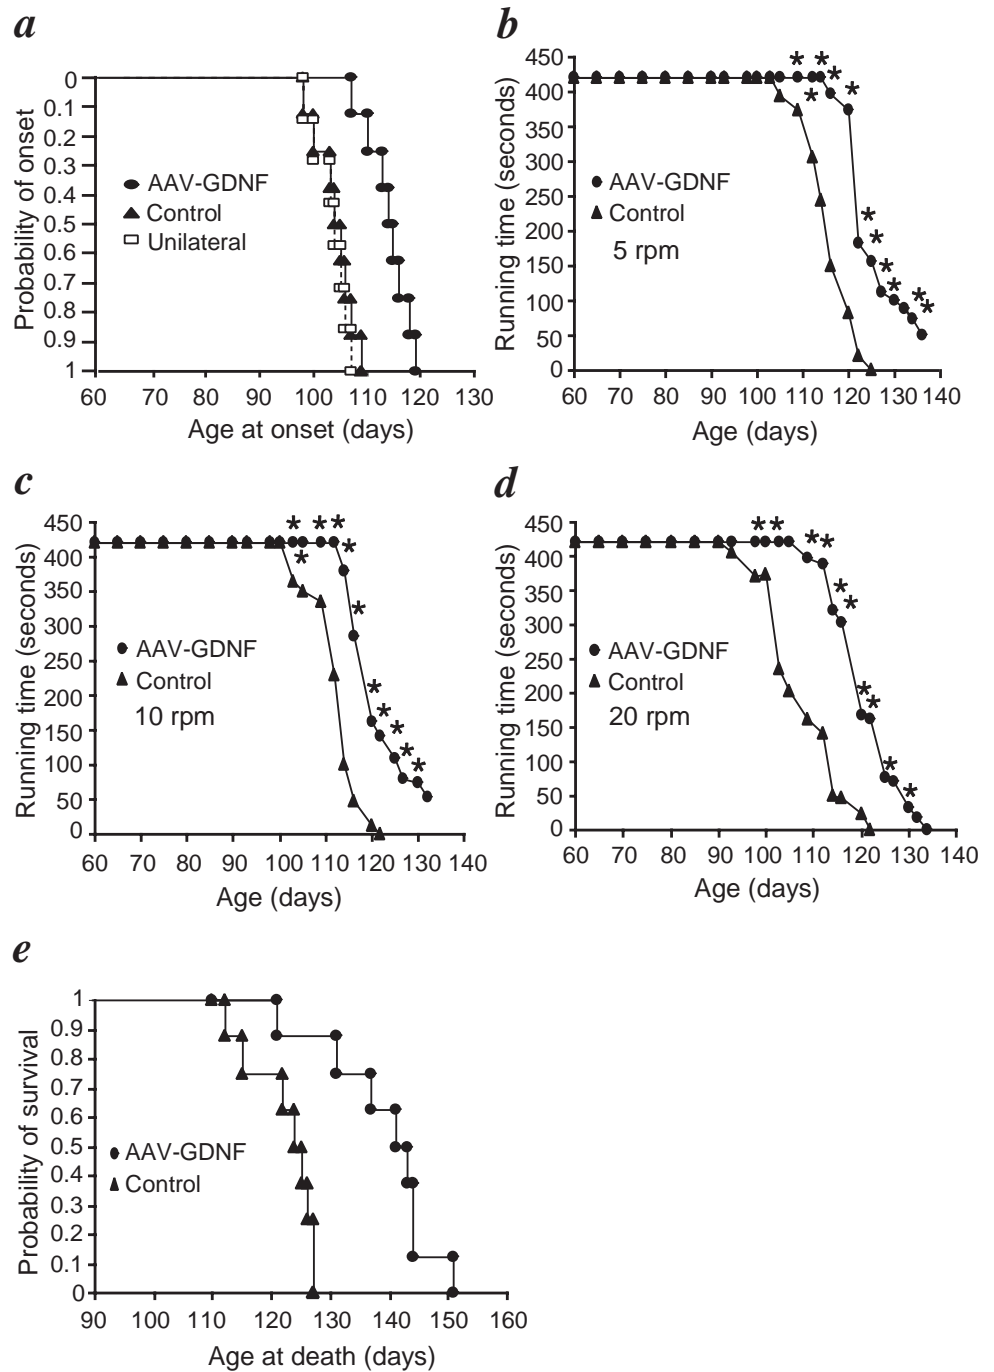 a
0
0.1
0.2
0.3
0.4
0.5
0.6
0.7
0.8
0.9
1
Probability of onset
AAV-GDNF
Control
Unilateral
60 70 80 90 100 110 120 130
Age at onset (days)
b
450
400
350
300
250
200
150
100
50
0
Running time (seconds)
* * * * * * * * * * *
AAV-GDNF
Control
5 rpm
60 70 80 90 100 110 120 130 140
Age (days)
c
450
400
350
300
250
200
150
100
50
0
Running time (seconds)
* * * * * * * * * * *
AAV-GDNF
Control
10 rpm
60 70 80 90 100 110 120 130 140
Age (days)
d
450
400
350
300
250
200
150
100
50
0
Running time (seconds)
* * * * * * * * * *
AAV-GDNF
Control
20 rpm
60 70 80 90 100 110 120 130 140
Age (days)
e
1
0.9
0.8
0.7
0.6
0.5
0.4
0.3
0.2
0.1
0
Probability of survival
AAV-GDNF
Control
90 100 110 120 130 140 150 160
Age at death (days)